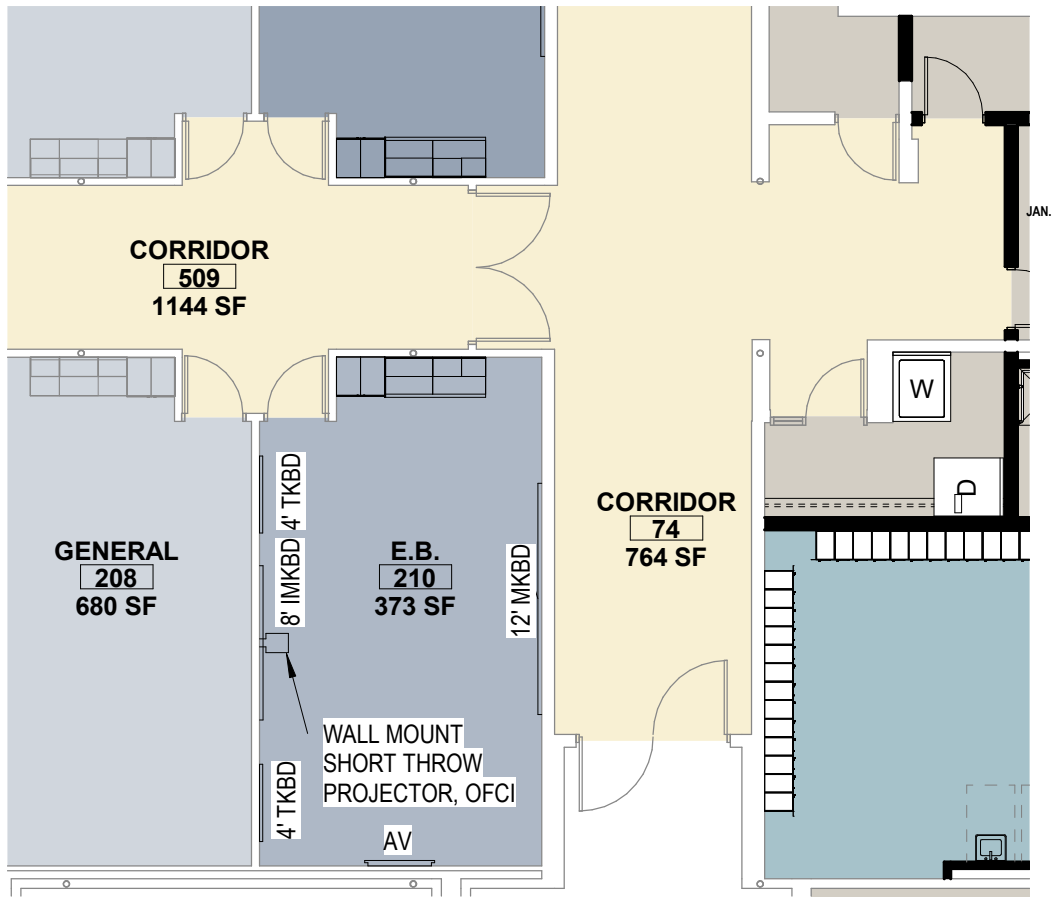 JAN.
CORRIDOR
509
1144 SF
W
D
4' TKBD
GENERAL
208
680 SF
8' IMKBD
E.B.
210
373 SF
12' MKBD
CORRIDOR
74
764 SF
WALL MOUNT
SHORT THROW
PROJECTOR, OFCI
4' TKBD
AV